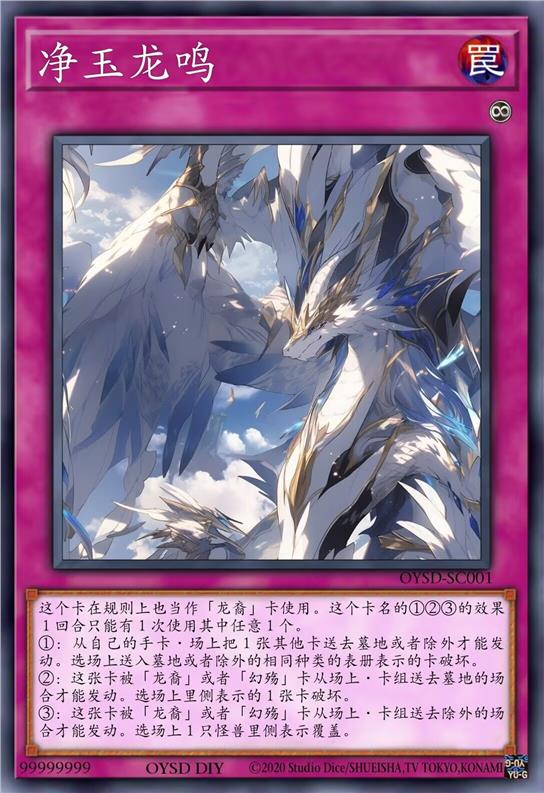 净玉龙鸣
罠
OYSD-SC001
这个卡在规则上也当作「龙裔」卡使用。这个卡名的①②③的效果
1回合只能有1次使用其中任意1个。
①：从自己的手卡·场上把1张其他卡送去墓地或者除外才能发
动。选场上送入墓地或者除外的相同种类的表册表示的卡破坏。
②：这张卡被「龙裔」或者「幻殇」卡从场上·卡组送去墓地的场
合才能发动。选场上里侧表示的1张卡破坏。
③：这张卡被「龙裔」或者「幻殇」卡从场上·卡组送去除外的场
合才能发动。选场上1只怪兽里侧表示覆盖。
99999999 OYSD DIY ©2020 Studio Dice/SHUEISHA,TV TOKYO,KONAMI